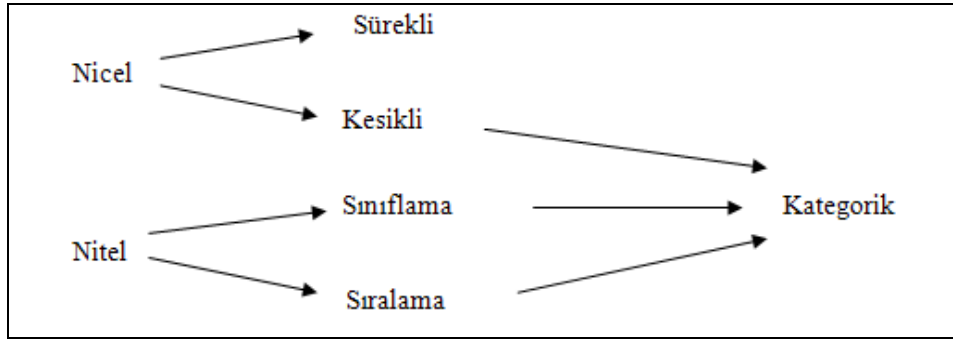 Sürekli
Nicel
Kesikli
Sınıflama
Kategorik
Nitel
Sıralama